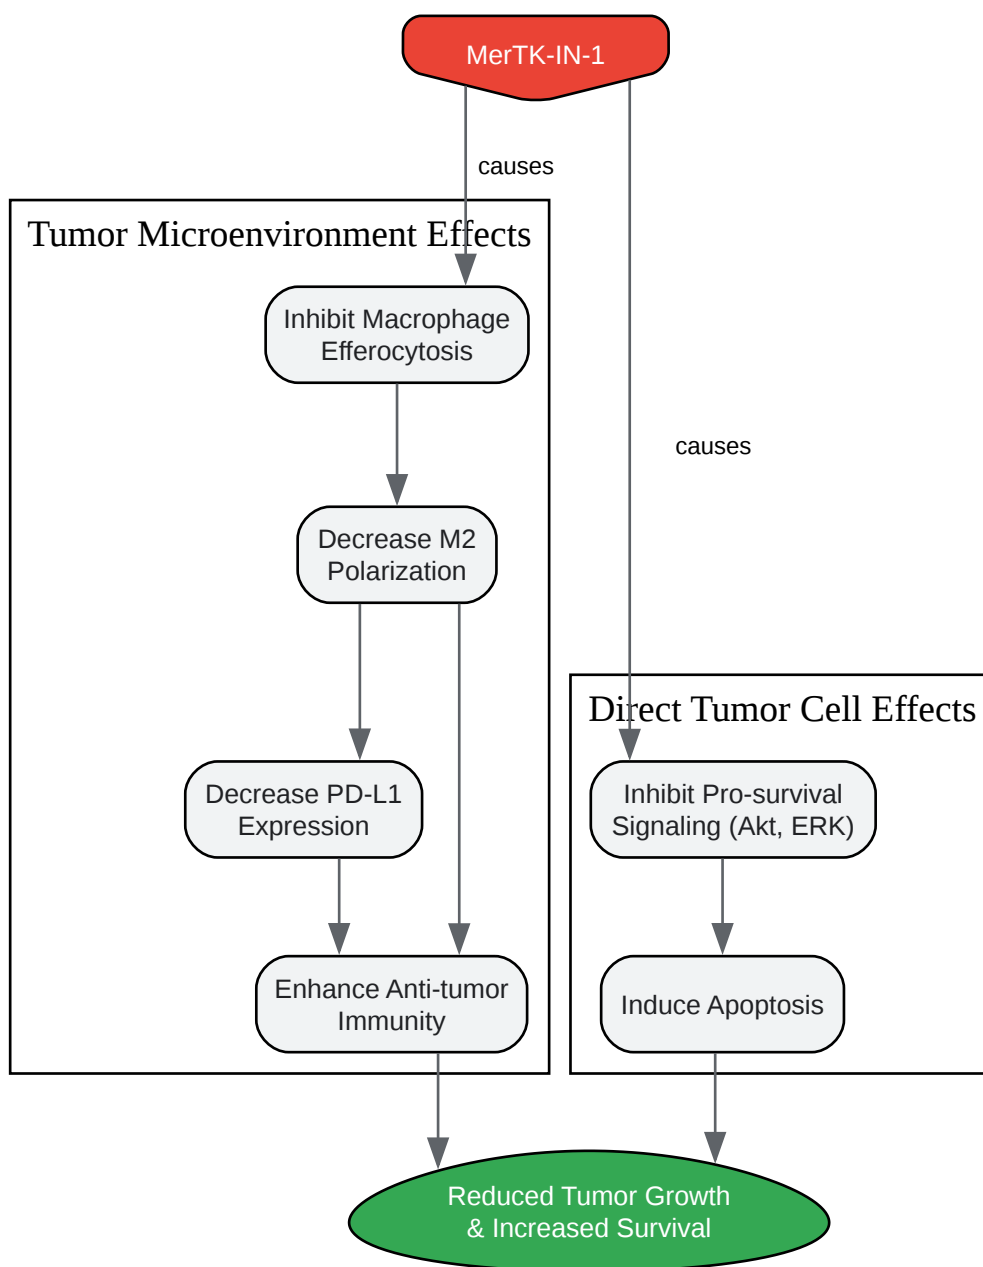 MerTK-IN-1
causes
Tumor Microenvironment Effects
Inhibit Macrophage
Efferocytosis
causes
Decrease M2
Polarization
Direct Tumor Cell Effects
Decrease PD-L1
Expression
Inhibit Pro-survival
Signaling (Akt, ERK)
Enhance Anti-tumor
Immunity
Induce Apoptosis
Reduced Tumor Growth
& Increased Survival